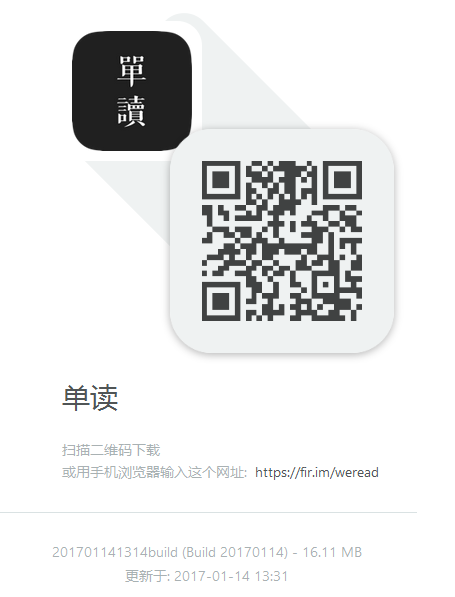 單
讀
单读
扫描二维码下载
或用手机浏览器输入这个网址: https://fir.im/weread
201701141314build (Build 20170114) - 16.11 MB
更新于: 2017-01-14 13:31